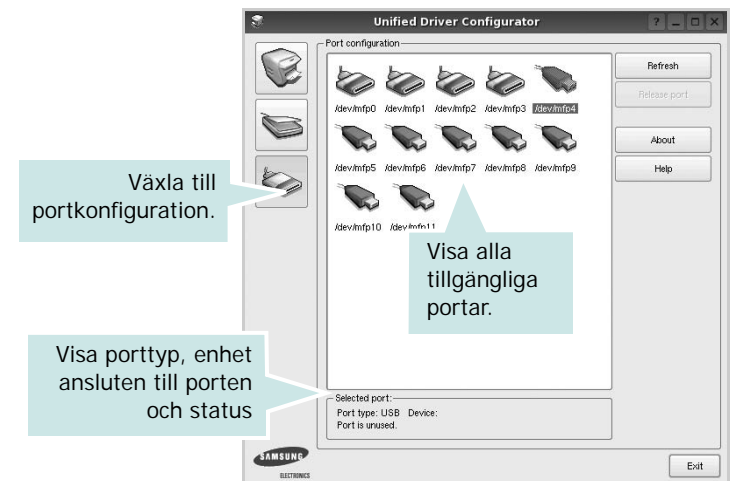 Unified Driver Configurator
Port configuration
/dev/mfp0 /dev/mfp1 /dev/mfp2 /dev/mfp3 /dev/mfp4
/dev/mfp5 /dev/mfp6 /dev/mfp7 /dev/mfp8 /dev/mfp9
/dev/mfp10 /dev/mfp11
Refresh
Release port
About
Help
Växla till
portkonfiguration.
Visa alla
tillgängliga
portar.
Visa porttyp, enhet
ansluten till porten
och status
Selected port:
Port type: USB Device:
Port is unused.
SAMSUNG
ELECTRONICS
Exit